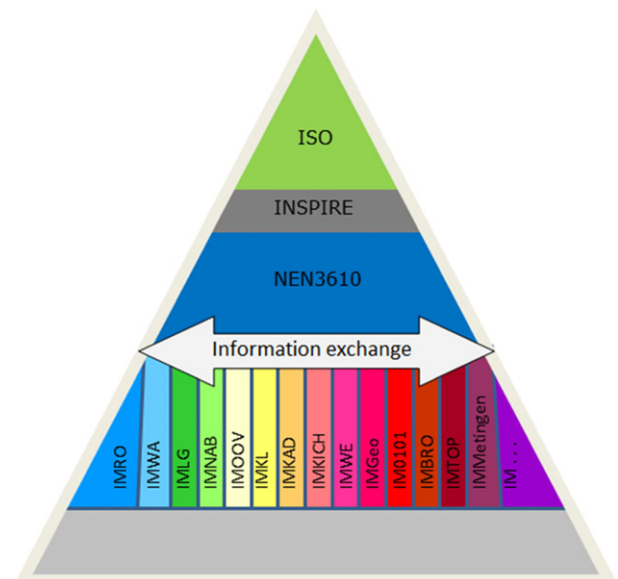 ISO
INSPIRE
NEN3610
Information exchange
IMRO
IMWA
IMLG
IMNAB
IMOOV
IMKL
IMKAD
IMKICH
IMWE
IMGeo
IM0101
IMBRO
IMTOP
IMMetingen
IM ...